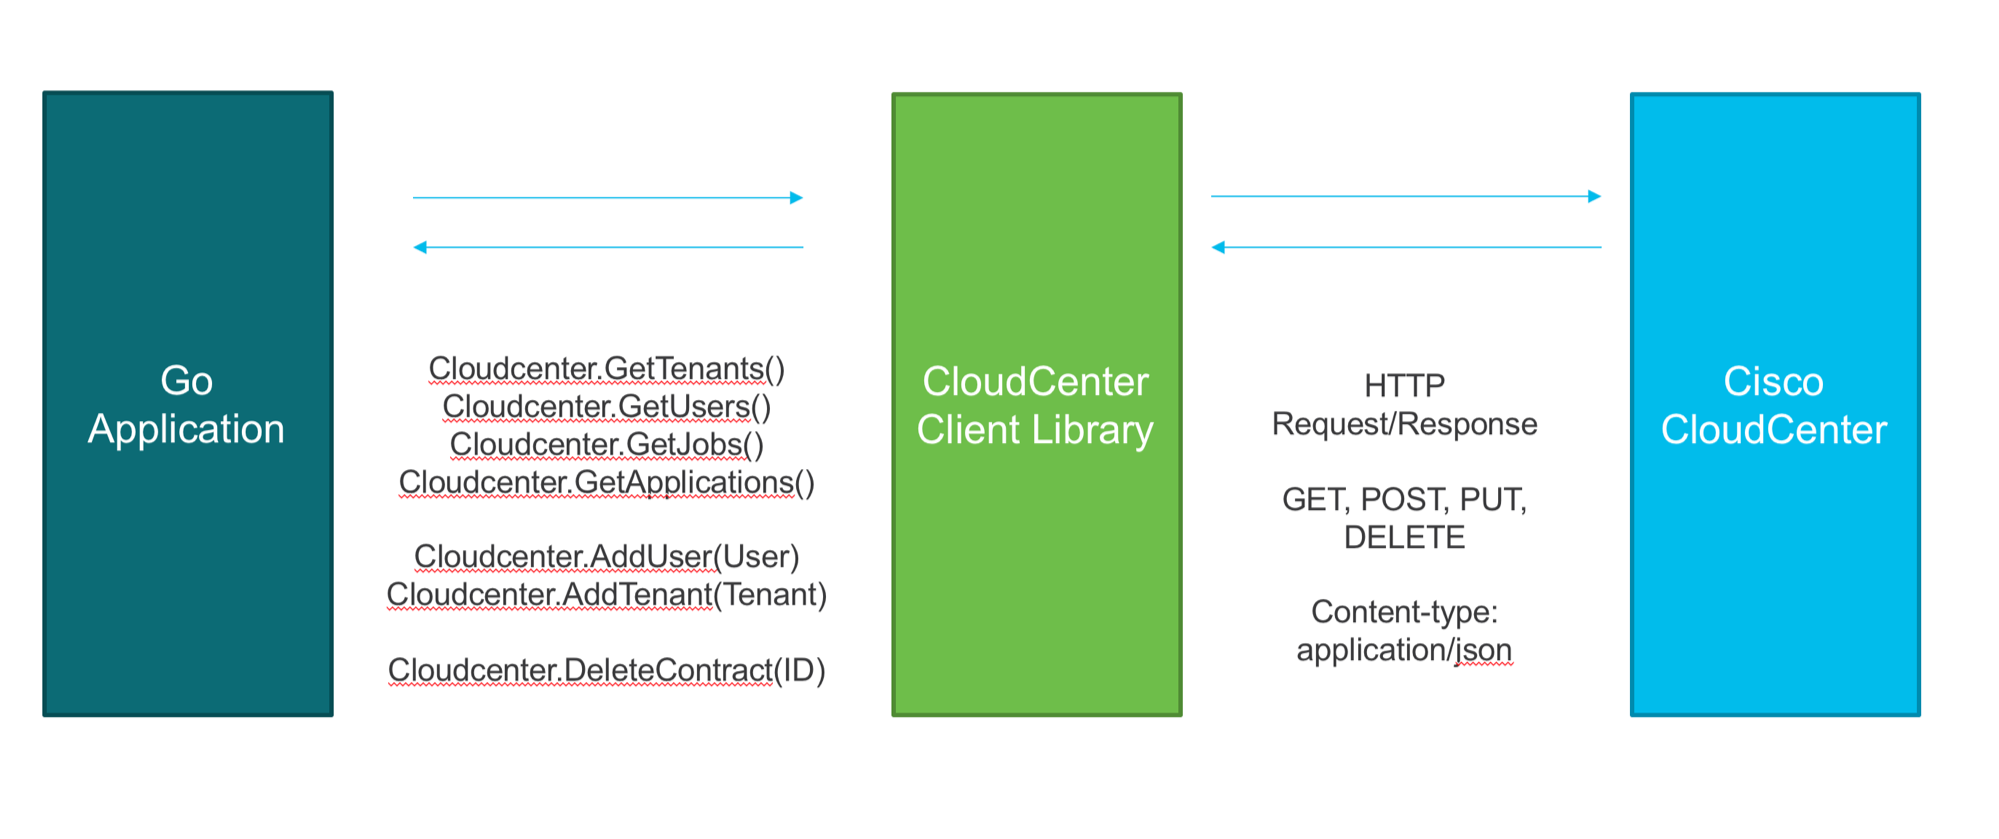 Go
Application
Cloudcenter.GetTenants()
Cloudcenter.GetUsers()
Cloudcenter.GetJobs()
Cloudcenter.GetApplications()
Cloudcenter.AddUser(User)
Cloudcenter.AddTenant(Tenant)
Cloudcenter.DeleteContract(ID)
CloudCenter
Client Library
HTTP
Request/Response
GET, POST, PUT,
DELETE
Content-type:
application/json
Cisco
CloudCenter